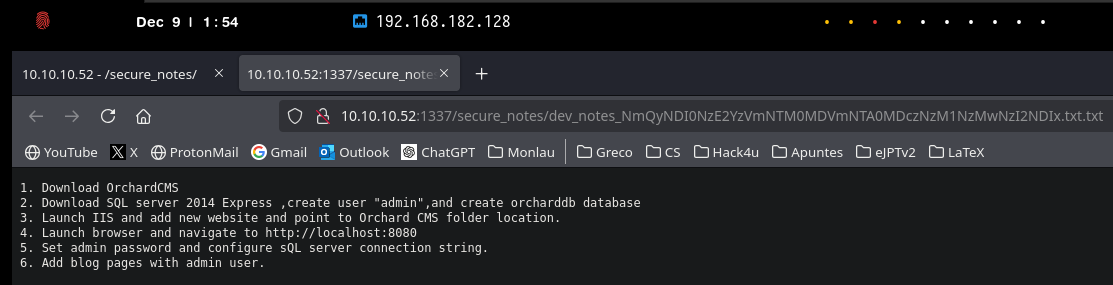 Dec 9 | 1:54 192.168.182.128
10.10.10.52 - /secure_notes/ 10.10.10.52:1337/secure_note
10.10.10.52:1337/secure_notes/dev_notes_NmQyNDI0NzE2YzVmNTM0MDVmNTA0MDczNzM1NzMwNzI2NDIx.txt.txt
YouTube X ProtonMail Gmail Outlook ChatGPT Monlau Greco CS Hack4u Apuntes eJPTv2 LaTeX
1. Download OrchardCMS
2. Download SQL server 2014 Express ,create user "admin",and create orcharddb database
3. Launch IIS and add new website and point to Orchard CMS folder location.
4. Launch browser and navigate to http://localhost:8080
5. Set admin password and configure sQL server connection string.
6. Add blog pages with admin user.